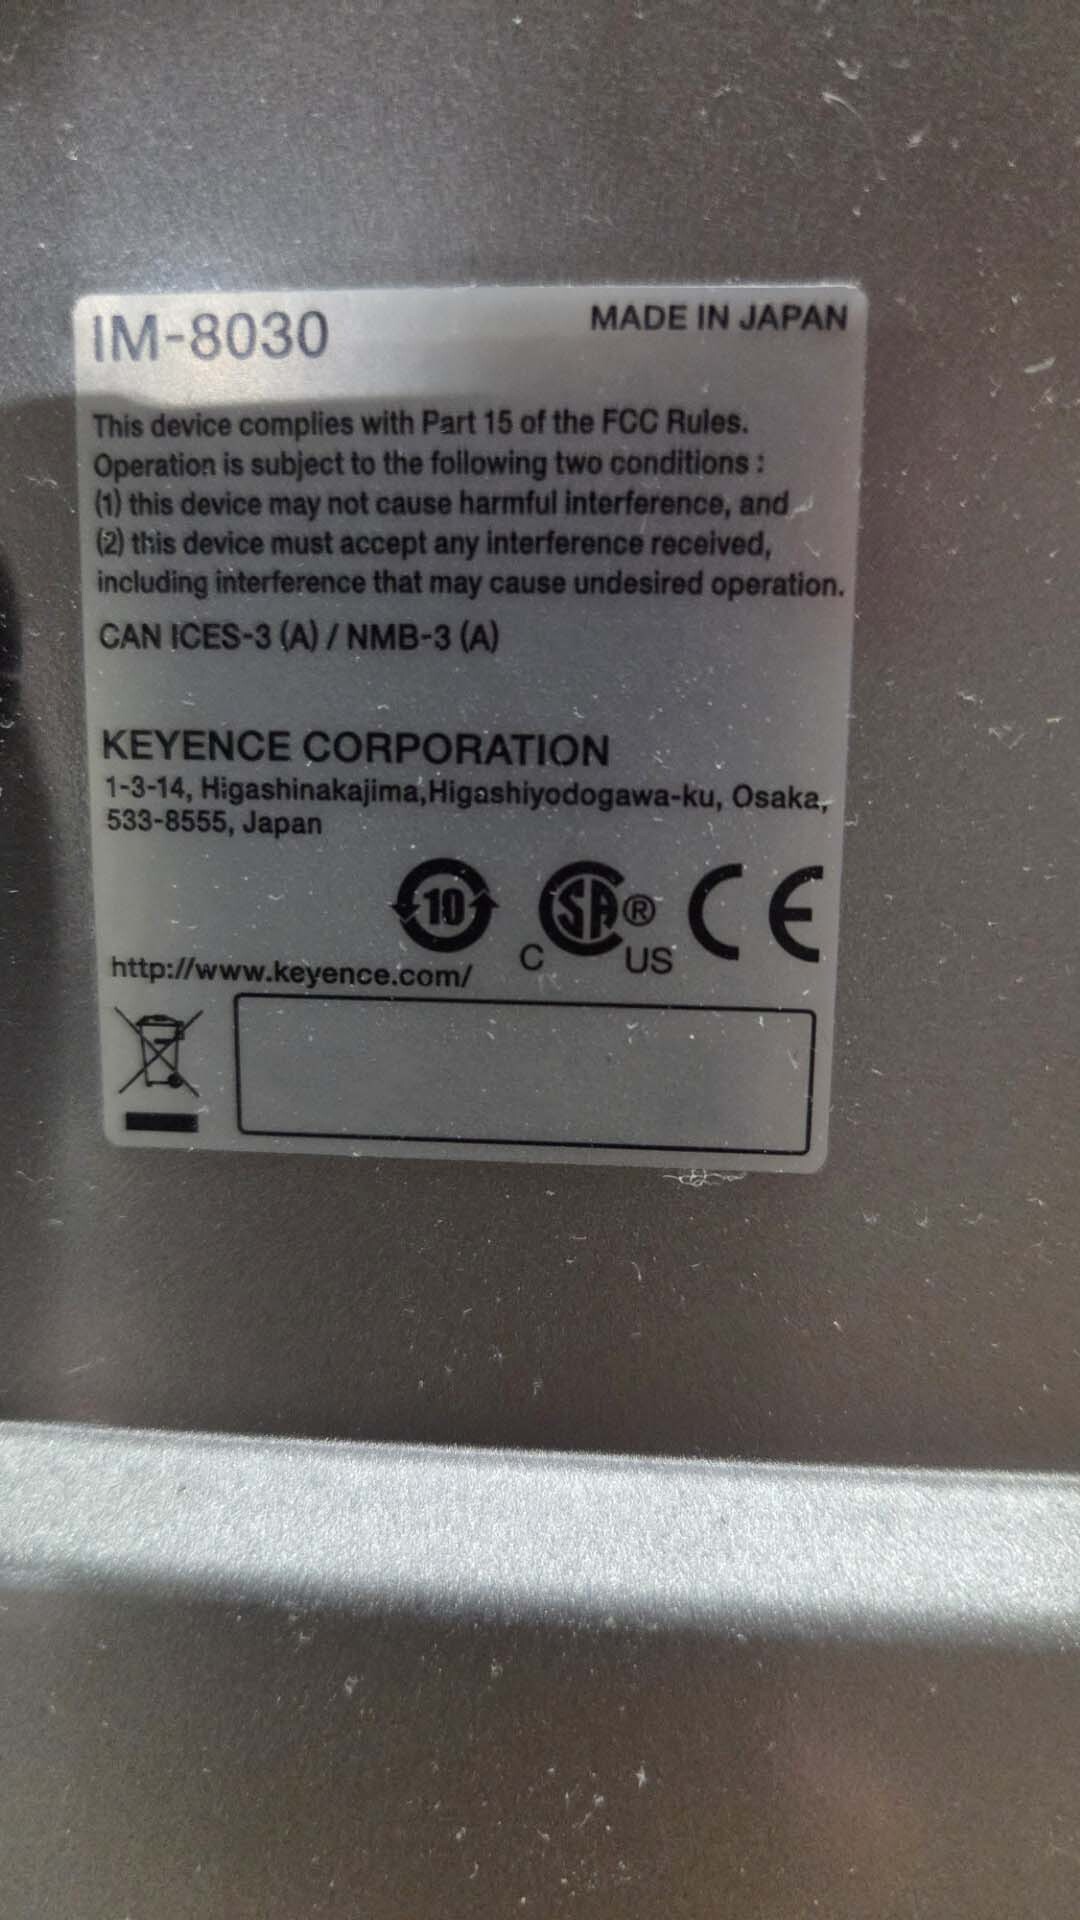 IM-8030
MADE IN JAPAN
This device complies with Part 15 of the FCC Rules.
Operation is subject to the following two conditions :
(1) this device may not cause harmful interference, and
(2) this device must accept any interference received,
including interference that may cause undesired operation.
CAN ICES-3 (A) / NMB-3 (A)
KEYENCE CORPORATION
1-3-14, Higashinakajima,Higashiyodogawa-ku, Osaka,
533-8555, Japan
10
C SA ® US
CE
http://www.keyence.com/